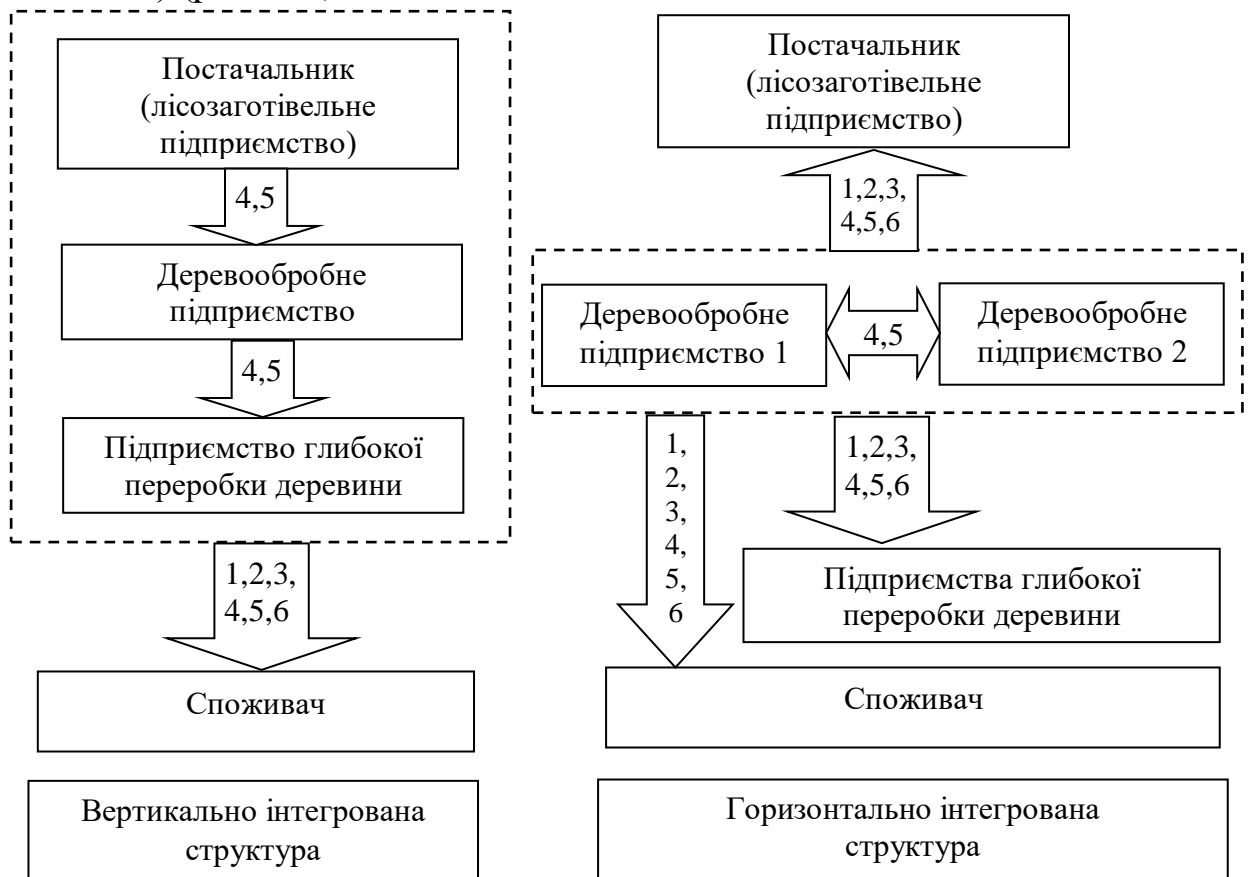 Постачальник
(лісозаготівельне
підприємство)
4,5
Деревообробне
підприємство
4,5
Підприємство глибокої
переробки деревини
1,2,3,
4,5,6
Споживач
Вертикально інтегрована
структура
Постачальник
(лісозаготівельне
підприємство)
1,2,3,
4,5,6
Деревообробне
підприємство 1
4,5
Деревообробне
підприємство 2
1,
2,
3,
4,
5,
6
1,2,3,
4,5,6
Підприємства глибокої
переробки деревини
Споживач
Горизонтально інтегрована
структура